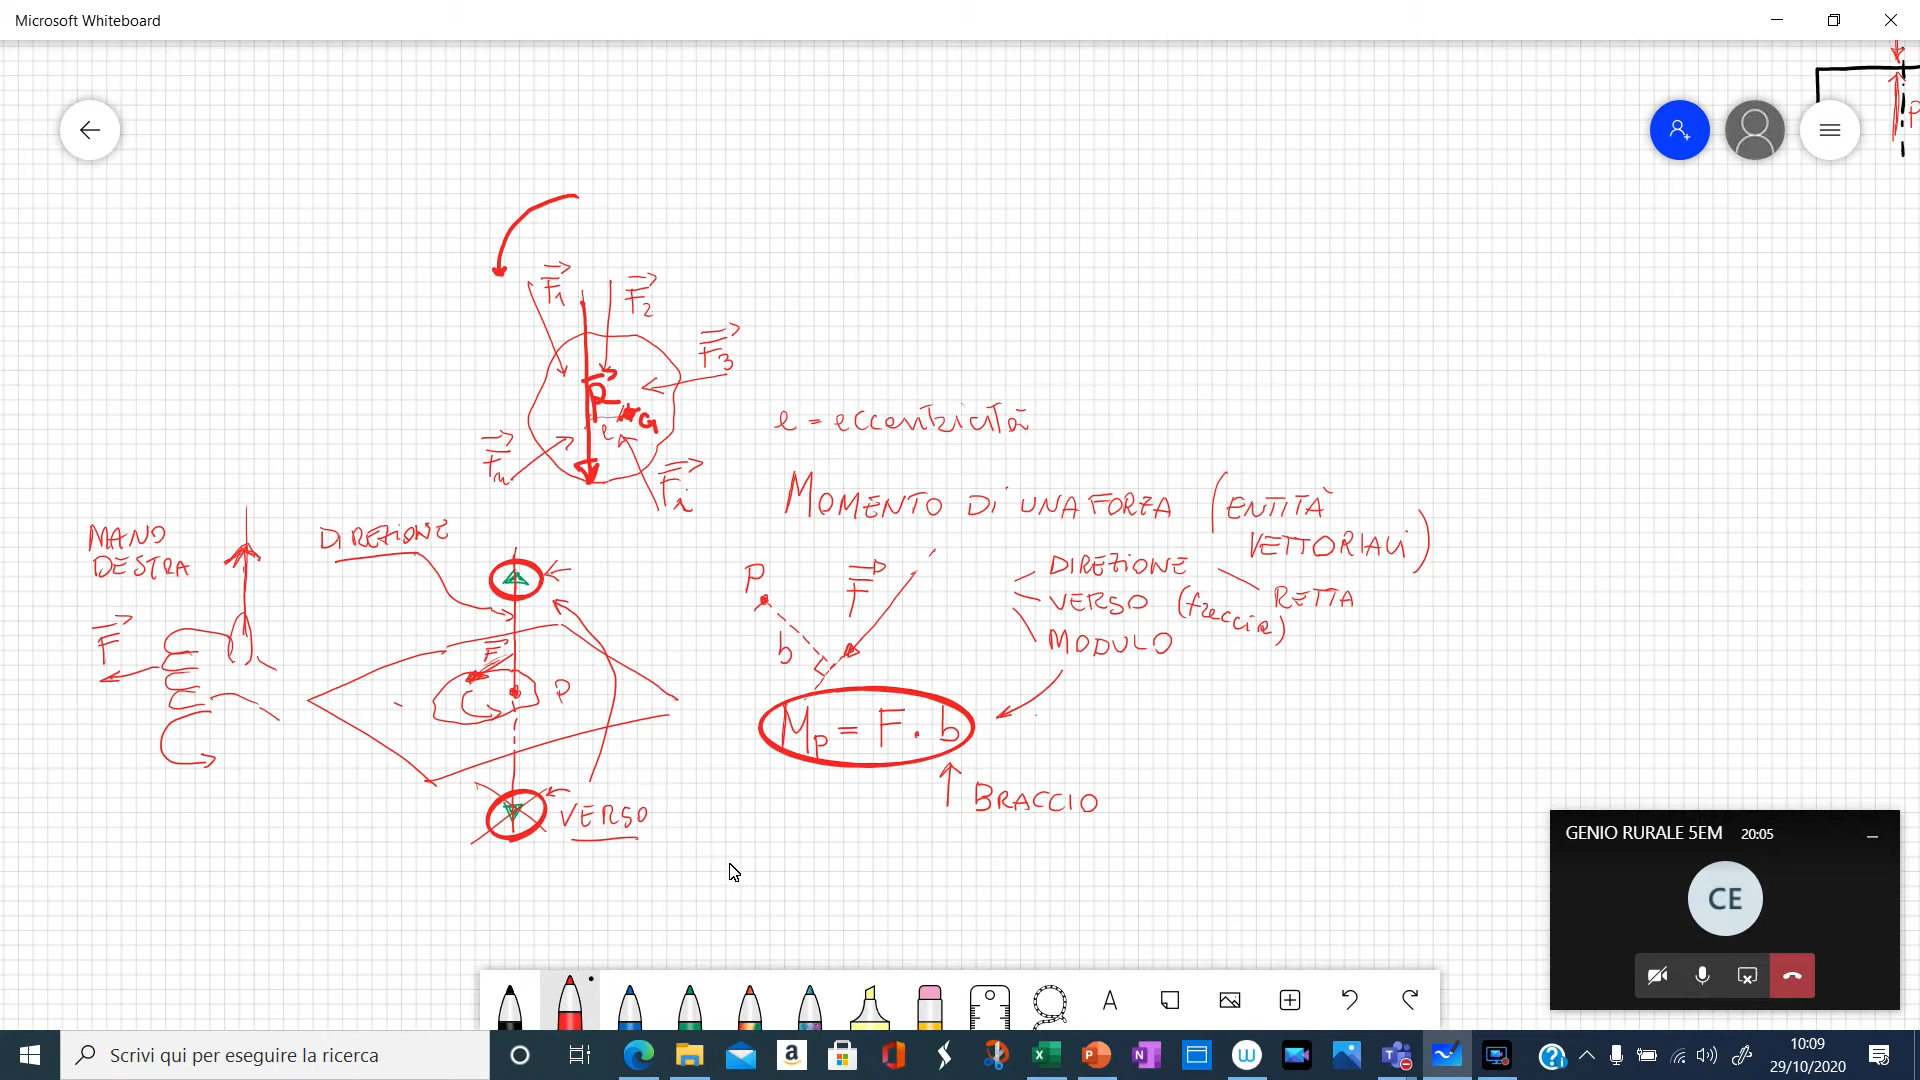 Microsoft Whiteboard
P
F1
F2
F3
R
G
e
Fn
Fi
e = eccentricità
MOMENTO DI UNA FORZA (ENTITÀ
VETTORIALI)
MANO
DESTRA
DIREZIONE
F
F
P
VERSO
P
F
b
DIREZIONE
RETTA
VERSO (freccia)
MODULO
Mp = F . b
BRACCIO
GENIO RURALE 5EM 20:05
CE
Scrivi qui per eseguire la ricerca
10:09
29/10/2020